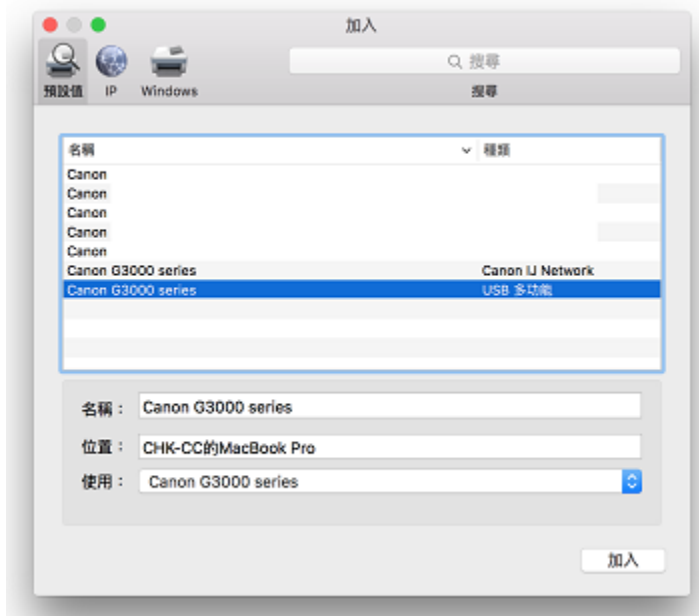 加入
搜尋
預設值 IP Windows 搜尋
名稱 種類
Canon
Canon
Canon
Canon
Canon
Canon G3000 series Canon IJ Network
Canon G3000 series USB 多功能
名稱： Canon G3000 series
位置： CHK-CC的MacBook Pro
使用： Canon G3000 series
加入